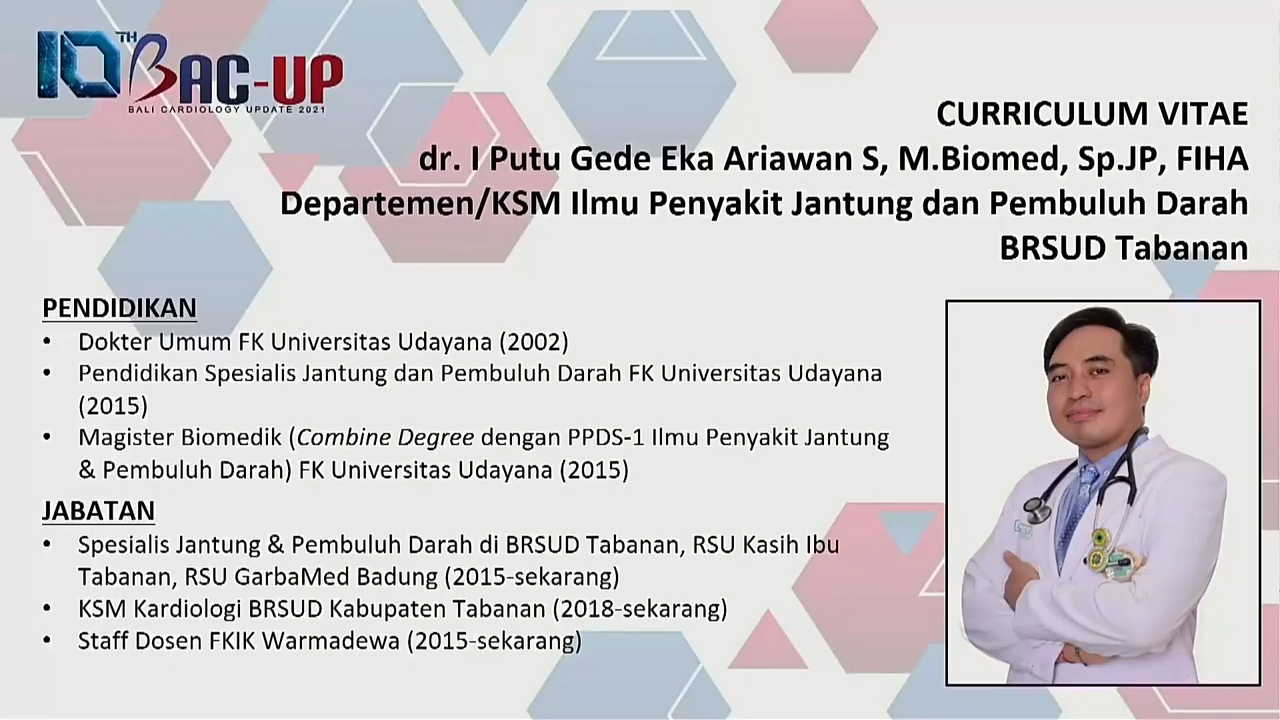 10TH BAC-UP
BALI CARDIOLOGY UPDATE 2021
CURRICULUM VITAE
dr. I Putu Gede Eka Ariawan S, M.Biomed, Sp.JP, FIHA
Departemen/KSM Ilmu Penyakit Jantung dan Pembuluh Darah
BRSUD Tabanan
PENDIDIKAN
• Dokter Umum FK Universitas Udayana (2002)
• Pendidikan Spesialis Jantung dan Pembuluh Darah FK Universitas Udayana
(2015)
• Magister Biomedik (Combine Degree dengan PPDS-1 Ilmu Penyakit Jantung
& Pembuluh Darah) FK Universitas Udayana (2015)
JABATAN
• Spesialis Jantung & Pembuluh Darah di BRSUD Tabanan, RSU Kasih Ibu
Tabanan, RSU GarbaMed Badung (2015-sekarang)
• KSM Kardiologi BRSUD Kabupaten Tabanan (2018-sekarang)
• Staff Dosen FKIK Warmadewa (2015-sekarang)